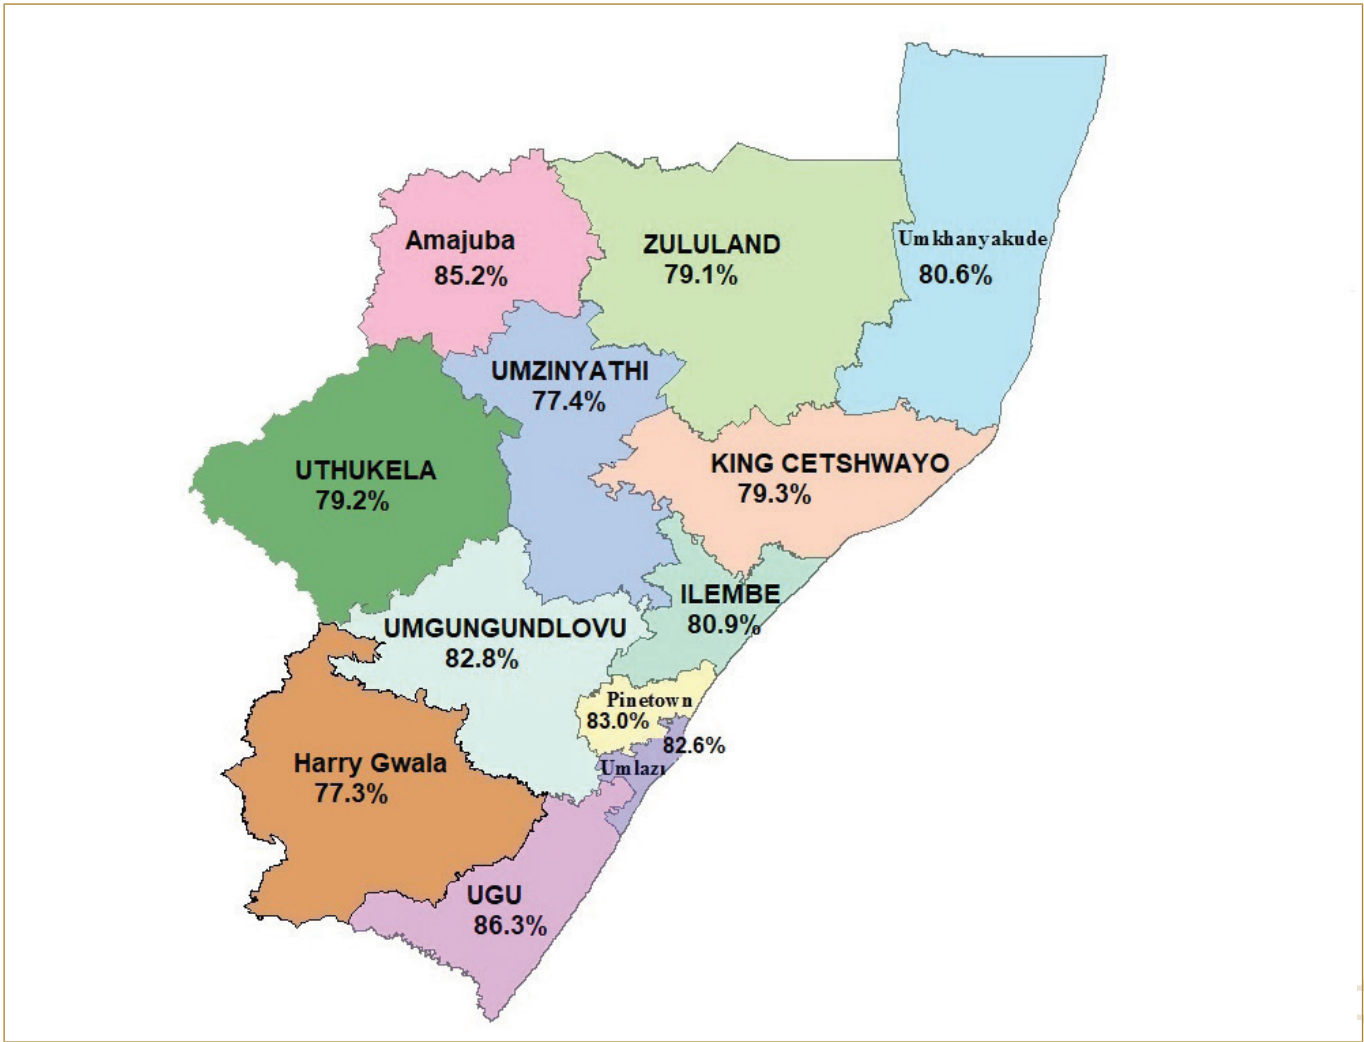 Amajuba
85.2%
ZULULAND
79.1%
Umkhanyakude
80.6%
UMZINYATHI
77.4%
UTHUKELA
79.2%
KING CETSHWAYO
79.3%
ILEMBE
80.9%
UMGUNGUNDLOVU
82.8%
Pinetown
83.0%
82.6%
Umlazi
Harry Gwala
77.3%
UGU
86.3%